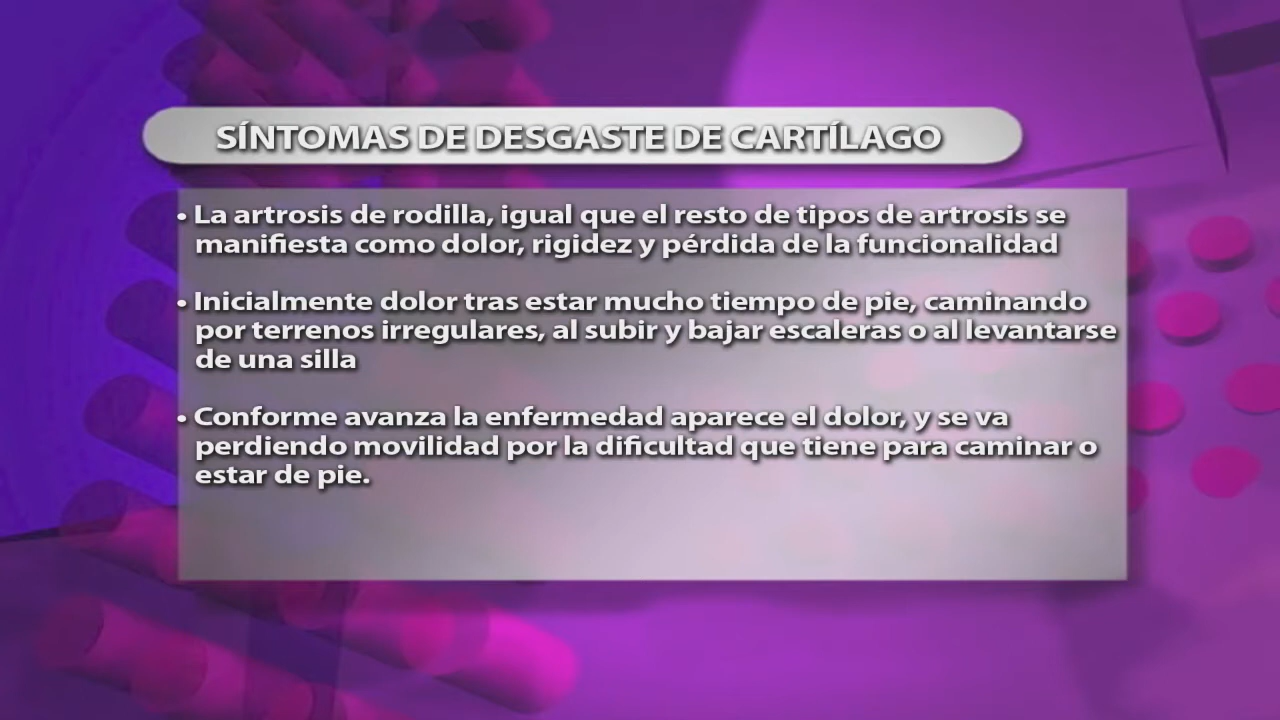 SÍNTOMAS DE DESGASTE DE CARTÍLAGO
• La artrosis de rodilla, igual que el resto de tipos de artrosis se
manifiesta como dolor, rigidez y pérdida de la funcionalidad
• Inicialmente dolor tras estar mucho tiempo de pie, caminando
por terrenos irregulares, al subir y bajar escaleras o al levantarse
de una silla
• Conforme avanza la enfermedad aparece el dolor, y se va
perdiendo movilidad por la dificultad que tiene para caminar o
estar de pie.